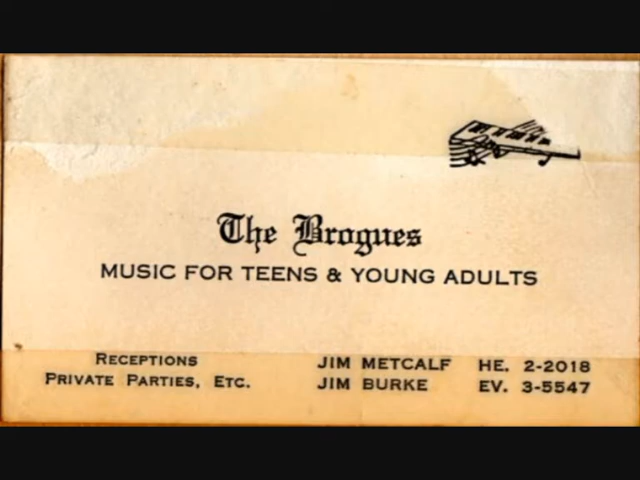 The Brogues
MUSIC FOR TEENS & YOUNG ADULTS
RECEPTIONS
PRIVATE PARTIES, ETC.
JIM METCALF HE. 2-2018
JIM BURKE EV. 3-5547